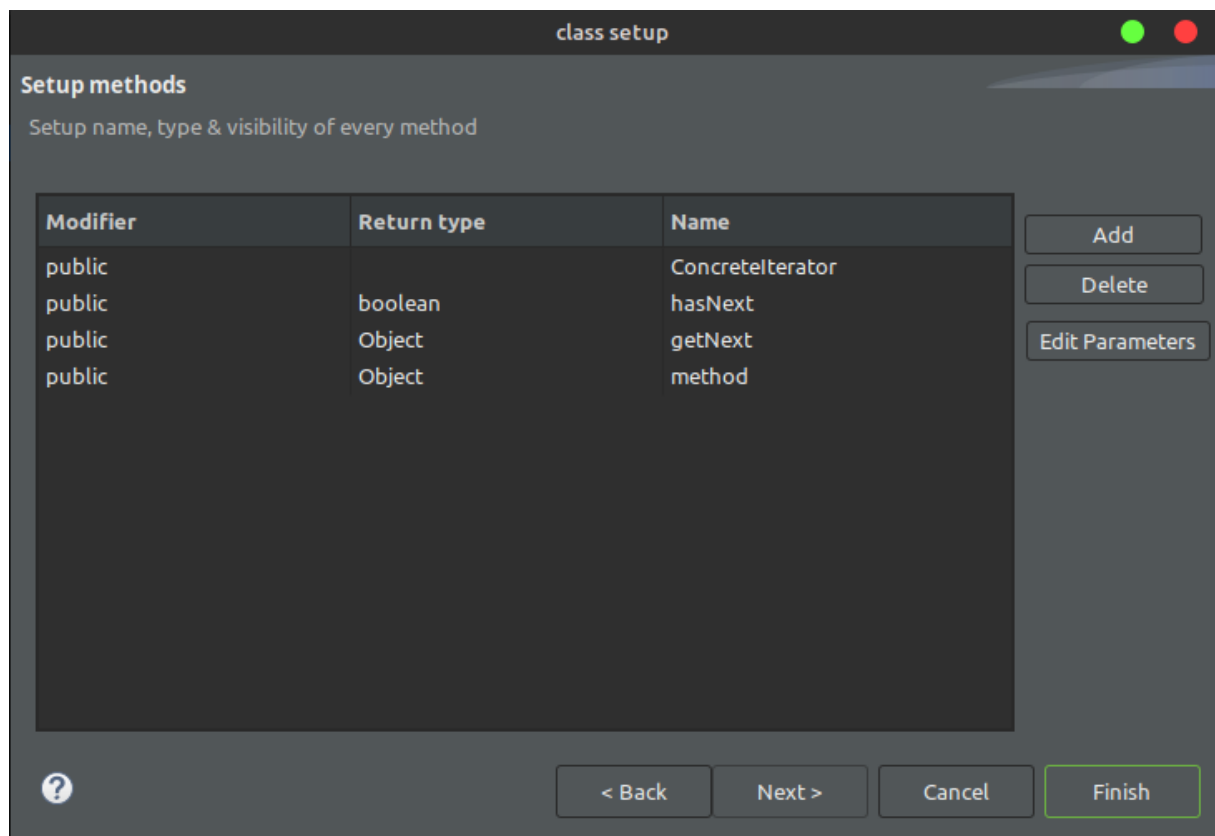 class setup
Setup methods
Setup name, type & visibility of every method
Modifier Return type Name
public ConcreteIterator
public boolean hasNext
public Object getNext
public Object method
Add
Delete
Edit Parameters
?
< Back Next > Cancel Finish